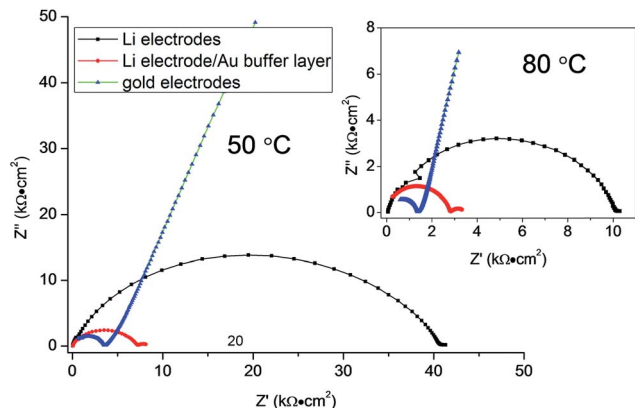 50
40
30
20
10
0
Z'' (kΩ•cm²)
Li electrodes
Li electrode/Au buffer layer
gold electrodes
50 °C
20
0
10
20
30
40
50
Z' (kΩ•cm²)
8
6
4
2
0
Z'' (kΩ•cm²)
80 °C
0
2
4
6
8
10
Z' (kΩ•cm²)